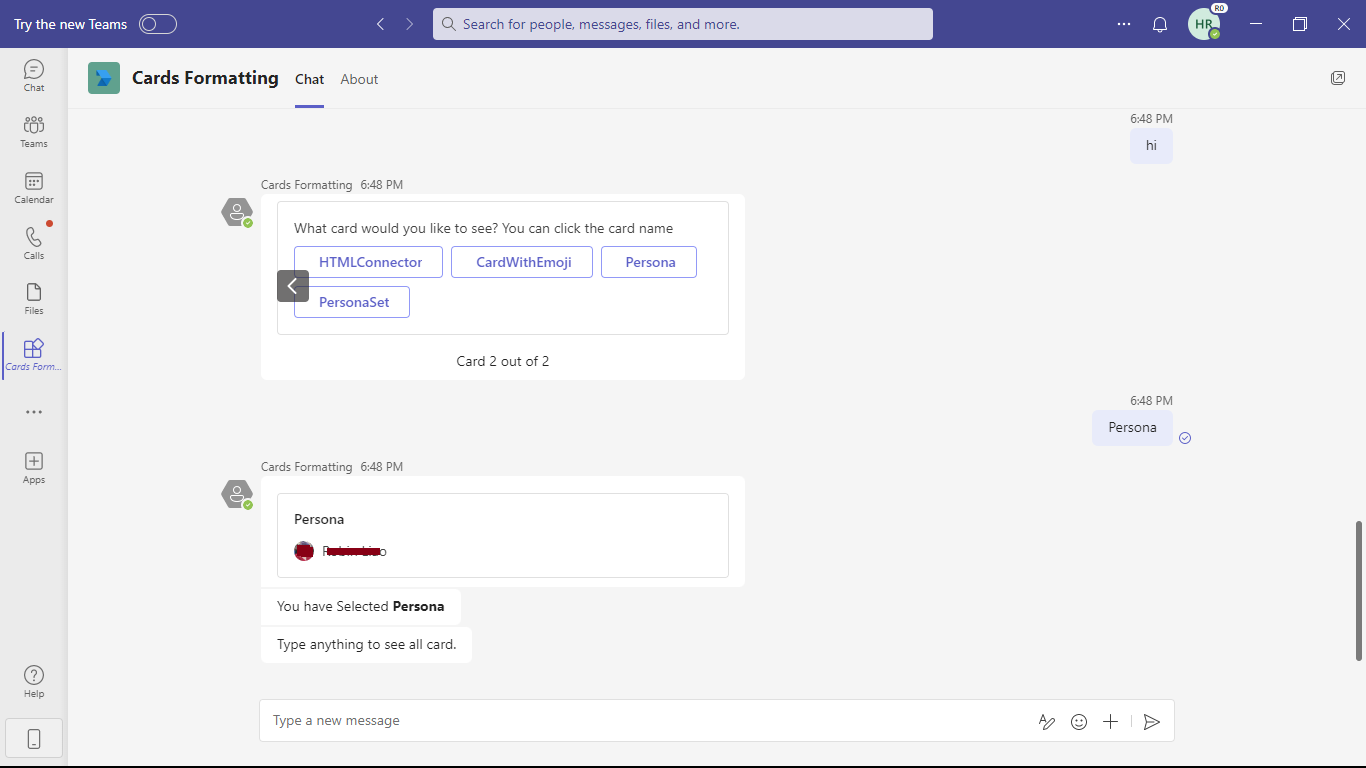 Try the new Teams
Search for people, messages, files, and more.
HR
R0
Chat
Teams
Calendar
Calls
Files
Cards Form...
Apps
Help
Cards Formatting
Chat
About
6:48 PM
hi
Cards Formatting 6:48 PM
What card would you like to see? You can click the card name
HTMLConnector CardWithEmoji Persona
PersonaSet
Card 2 out of 2
6:48 PM
Persona
Cards Formatting 6:48 PM
Persona
You have Selected Persona
Type anything to see all card.
Type a new message